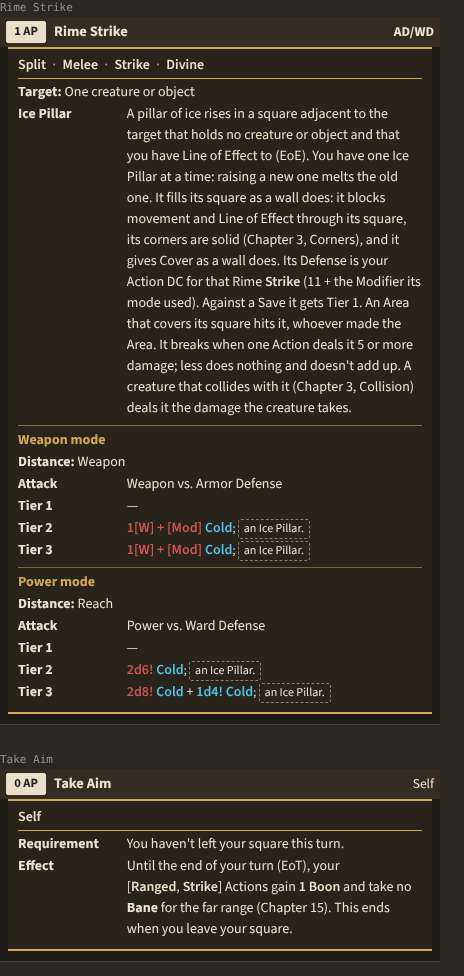 Rime Strike
1 AP Rime Strike AD/WD
Split · Melee · Strike · Divine
Target: One creature or object
Ice Pillar A pillar of ice rises in a square adjacent to the
target that holds no creature or object and that
you have Line of Effect to (EoE). You have one Ice
Pillar at a time: raising a new one melts the old
one. It fills its square as a wall does: it blocks
movement and Line of Effect through its square,
its corners are solid (Chapter 3, Corners), and it
gives Cover as a wall does. Its Defense is your
Action DC for that Rime Strike (11 + the Modifier its
mode used). Against a Save it gets Tier 1. An Area
that covers its square hits it, whoever made the
Area. It breaks when one Action deals it 5 or more
damage; less does nothing and doesn't add up. A
creature that collides with it (Chapter 3, Collision)
deals it the damage the creature takes.
Weapon mode
Distance: Weapon
Attack Weapon vs. Armor Defense
Tier 1 —
Tier 2 1[W] + [Mod] Cold; an Ice Pillar.
Tier 3 1[W] + [Mod] Cold; an Ice Pillar.
Power mode
Distance: Reach
Attack Power vs. Ward Defense
Tier 1 —
Tier 2 2d6! Cold; an Ice Pillar.
Tier 3 2d8! Cold + 1d4! Cold; an Ice Pillar.
Take Aim
0 AP Take Aim Self
Self
Requirement You haven't left your square this turn.
Effect Until the end of your turn (EoT), your
[Ranged, Strike] Actions gain 1 Boon and take no
Bane for the far range (Chapter 15). This ends
when you leave your square.